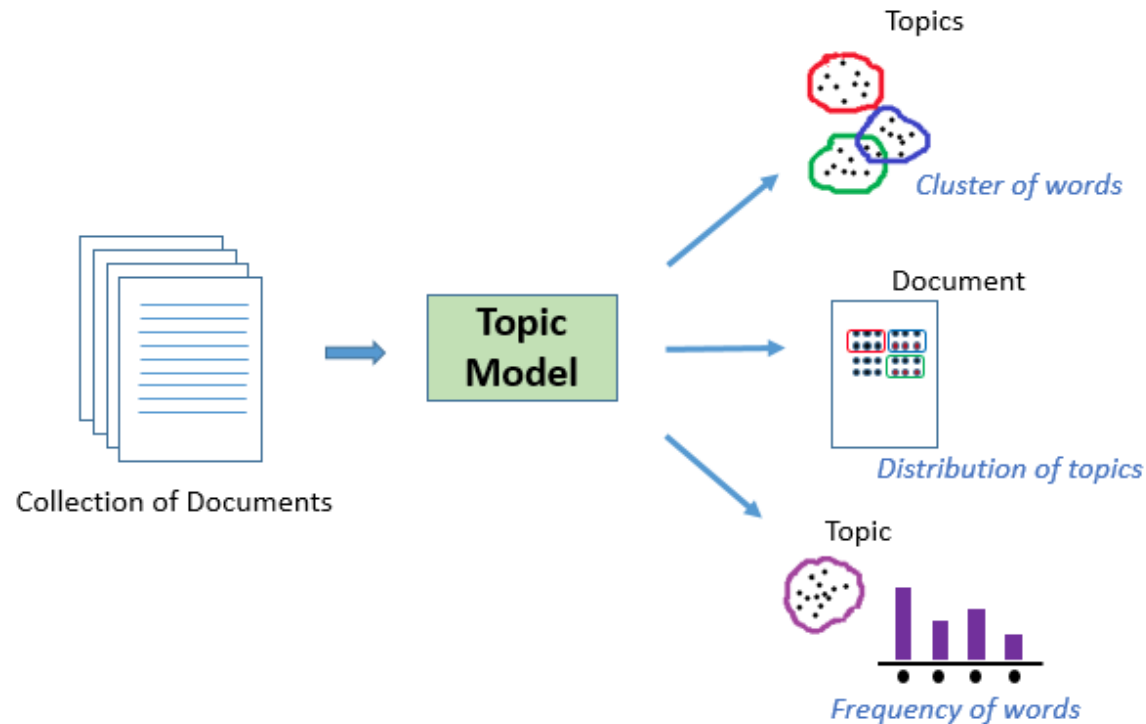 Topics
Cluster of words
Document
Topic
Model
Distribution of topics
Collection of Documents
Topic
Frequency of words